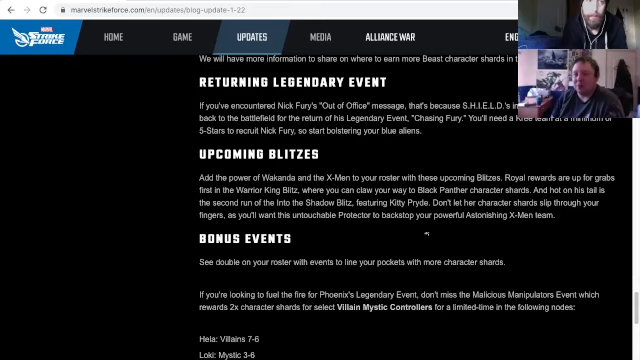 marvelstrikeforce.com/en/updates/blog-update-1-22
MARVEL
STRIKE
FORCE
HOME
GAME
UPDATES
MEDIA
ALLIANCE WAR
ENG
We will have more information to share on where to earn more Beast character shards in t
RETURNING LEGENDARY EVENT
If you've encountered Nick Fury's "Out of Office" message, that's because S.H.I.E.L.D.'s
back to the battlefield for the return of his Legendary Event, "Chasing Fury." You'll need a Kree team at a minimum of
5-Stars to recruit Nick Fury, so start bolstering your blue aliens.
UPCOMING BLITZES
Add the power of Wakanda and the X-Men to your roster with these upcoming Blitzes. Royal rewards are up for grabs
first in the Warrior King Blitz, where you can claw your way to Black Panther character shards. And hot on his tail is
the second run of the Into the Shadow Blitz, featuring Kitty Pryde. Don't let her character shards slip through your
fingers, as you'll want this untouchable Protector to backstop your powerful Astonishing X-Men team.
BONUS EVENTS
See double on your roster with events to line your pockets with more character shards.
If you're looking to fuel the fire for Phoenix's Legendary Event, don't miss the Malicious Manipulators Event which
rewards 2x character shards for select Villain Mystic Controllers for a limited-time in the following nodes:
Hela: Villains 7-6
Loki: Mystic 3-6